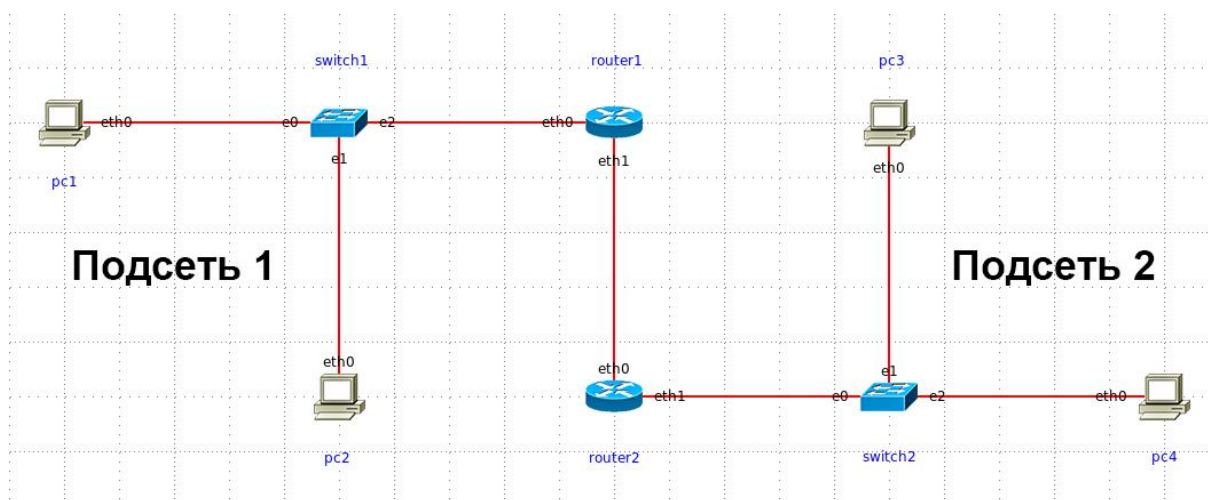 switch1
router1
pc3
eth0
e0
e2
eth0
e1
eth1
eth0
pc1
Подсеть 1
Подсеть 2
eth0
eth0
e1
eth1
e0
e2
eth0
pc2
router2
switch2
pc4